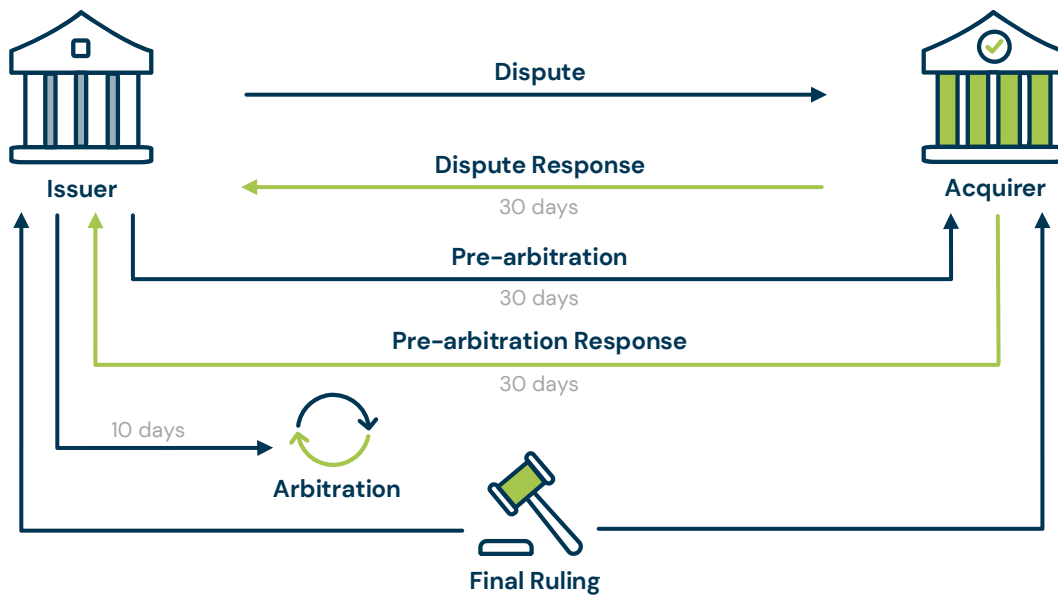 Dispute
Dispute Response
30 days
Issuer
Acquirer
Pre-arbitration
30 days
Pre-arbitration Response
30 days
10 days
Arbitration
Final Ruling